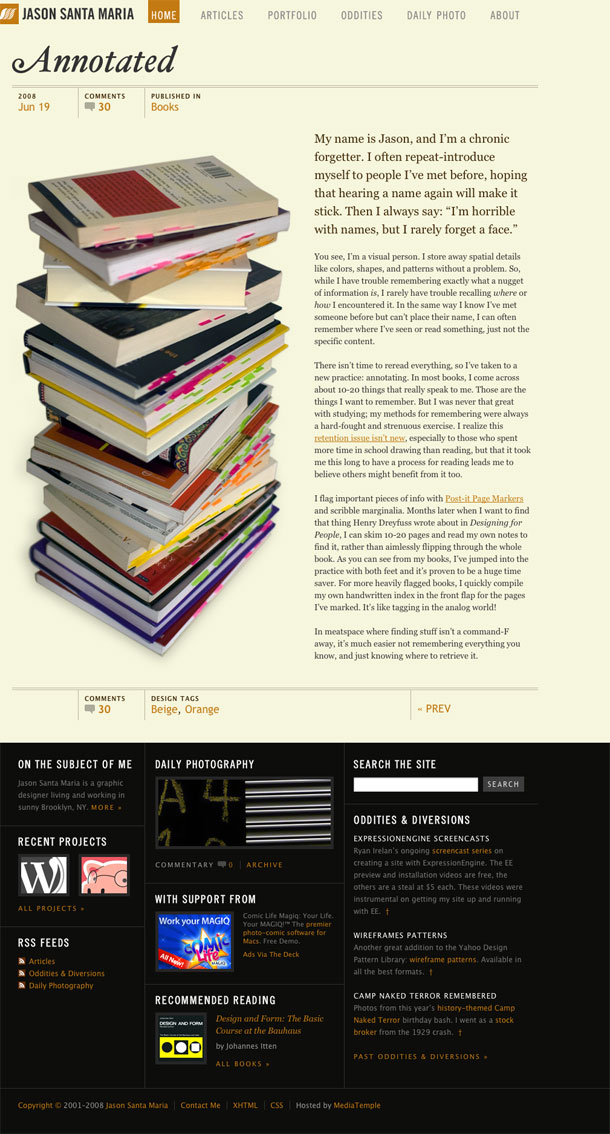 JASON SANTA MARIA
HOME
ARTICLES
PORTFOLIO
ODDITIES
DAILY PHOTO
ABOUT
Annotated
2008
Jun 19
COMMENTS
30
PUBLISHED IN
Books
My name is Jason, and I’m a chronic
forgetter. I often repeat-introduce
myself to people I’ve met before, hoping
that hearing a name again will make it
stick. Then I always say: “I’m horrible
with names, but I rarely forget a face.”
You see, I’m a visual person. I store away spatial details
like colors, shapes, and patterns without a problem. So,
while I have trouble remembering exactly what a nugget
of information is, I rarely have trouble recalling where or
how I encountered it. In the same way I know I’ve met
someone before but can’t place their name, I can often
remember where I’ve seen or read something, just not the
specific content.
There isn’t time to reread everything, so I’ve taken to a
new practice: annotating. In most books, I come across
about 10-20 things that really speak to me. Those are the
things I want to remember. But I was never that great
with studying; my methods for remembering were always
a hard-fought and strenuous exercise. I realize this
retention issue isn’t new, especially to those who spent
more time in school drawing than reading, but that it took
me this long to have a process for reading leads me to
believe others might benefit from it too.
I flag important pieces of info with Post-it Page Markers
and scribble marginalia. Months later when I want to find
that thing Henry Dreyfuss wrote about in Designing for
People, I can skim 10-20 pages and read my own notes to
find it, rather than aimlessly flipping through the whole
book. As you can see from my books, I’ve jumped into the
practice with both feet and it’s proven to be a huge time
saver. For more heavily flagged books, I quickly compile
my own handwritten index in the front flap for the pages
I’ve marked. It’s like tagging in the analog world!
In meatspace where finding stuff isn’t a command-F
away, it’s much easier not remembering everything you
know, and just knowing where to retrieve it.
COMMENTS
30
DESIGN TAGS
Beige, Orange
« PREV
ON THE SUBJECT OF ME
Jason Santa Maria is a graphic
designer living and working in
sunny Brooklyn, NY. MORE »
RECENT PROJECTS
ALL PROJECTS »
RSS FEEDS
Articles
Oddities & Diversions
Daily Photography
DAILY PHOTOGRAPHY
A4
COMMENTARY 0 | ARCHIVE
WITH SUPPORT FROM
Work your MAGIQ!
All New!
COMIC
Life
MAGIQ
Comic Life Magiq: Your Life.
Your MAGIQ!™ The premier
photo-comic software for
Macs. Free Demo.
Ads Via The Deck
RECOMMENDED READING
DESIGN AND FORM
Design and Form: The Basic
Course at the Bauhaus
by Johannes Itten
ALL BOOKS »
SEARCH THE SITE
SEARCH
ODDITIES & DIVERSIONS
EXPRESSIONENGINE SCREENCASTS
Ryan Irelan’s ongoing screencast series on
creating a site with ExpressionEngine. The EE
preview and installation videos are free, the
others are a steal at $5 each. These videos were
instrumental on getting my site up and running
with EE. †
WIREFRAMES PATTERNS
Another great addition to the Yahoo Design
Pattern Library: wireframe patterns. Available in
all the best formats. †
CAMP NAKED TERROR REMEMBERED
Photos from this year’s history-themed Camp
Naked Terror birthday bash. I went as a stock
broker from the 1929 crash. †
PAST ODDITIES & DIVERSIONS »
Copyright © 2001–2008 Jason Santa Maria | Contact Me | XHTML | CSS | Hosted by MediaTemple